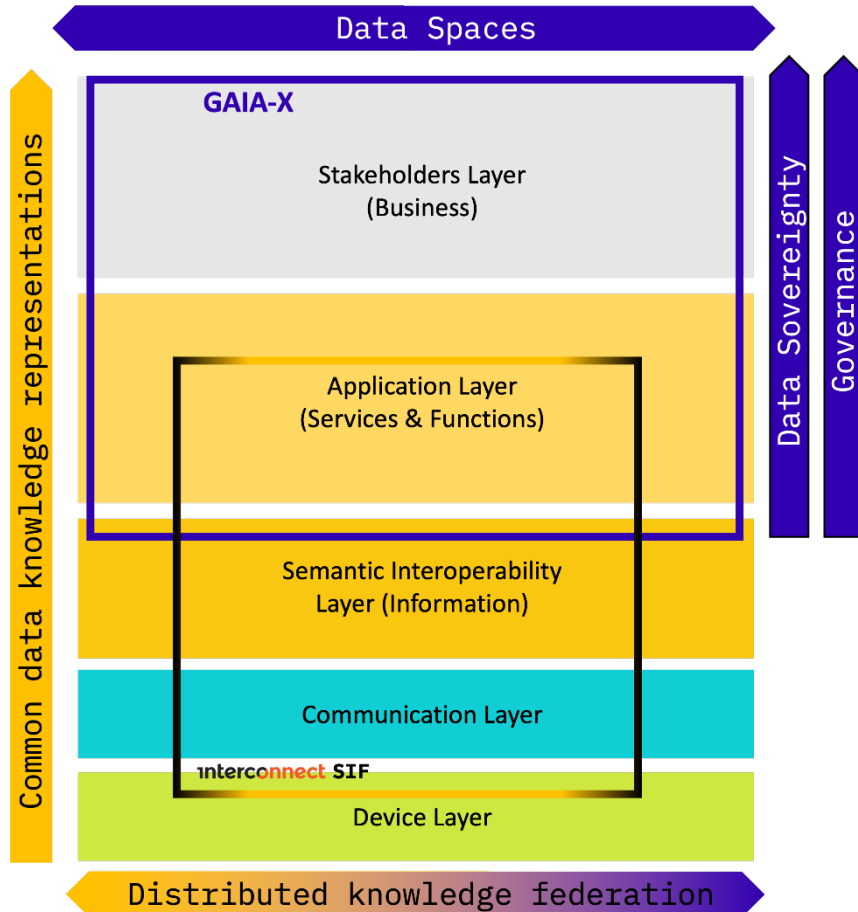 Data Spaces
GAIA-X
Stakeholders Layer
(Business)
Application Layer
(Services & Functions)
Semantic Interoperability
Layer (Information)
Communication Layer
interconnect SIF
Device Layer
Common data knowledge representations
Data Sovereignty
Governance
Distributed knowledge federation